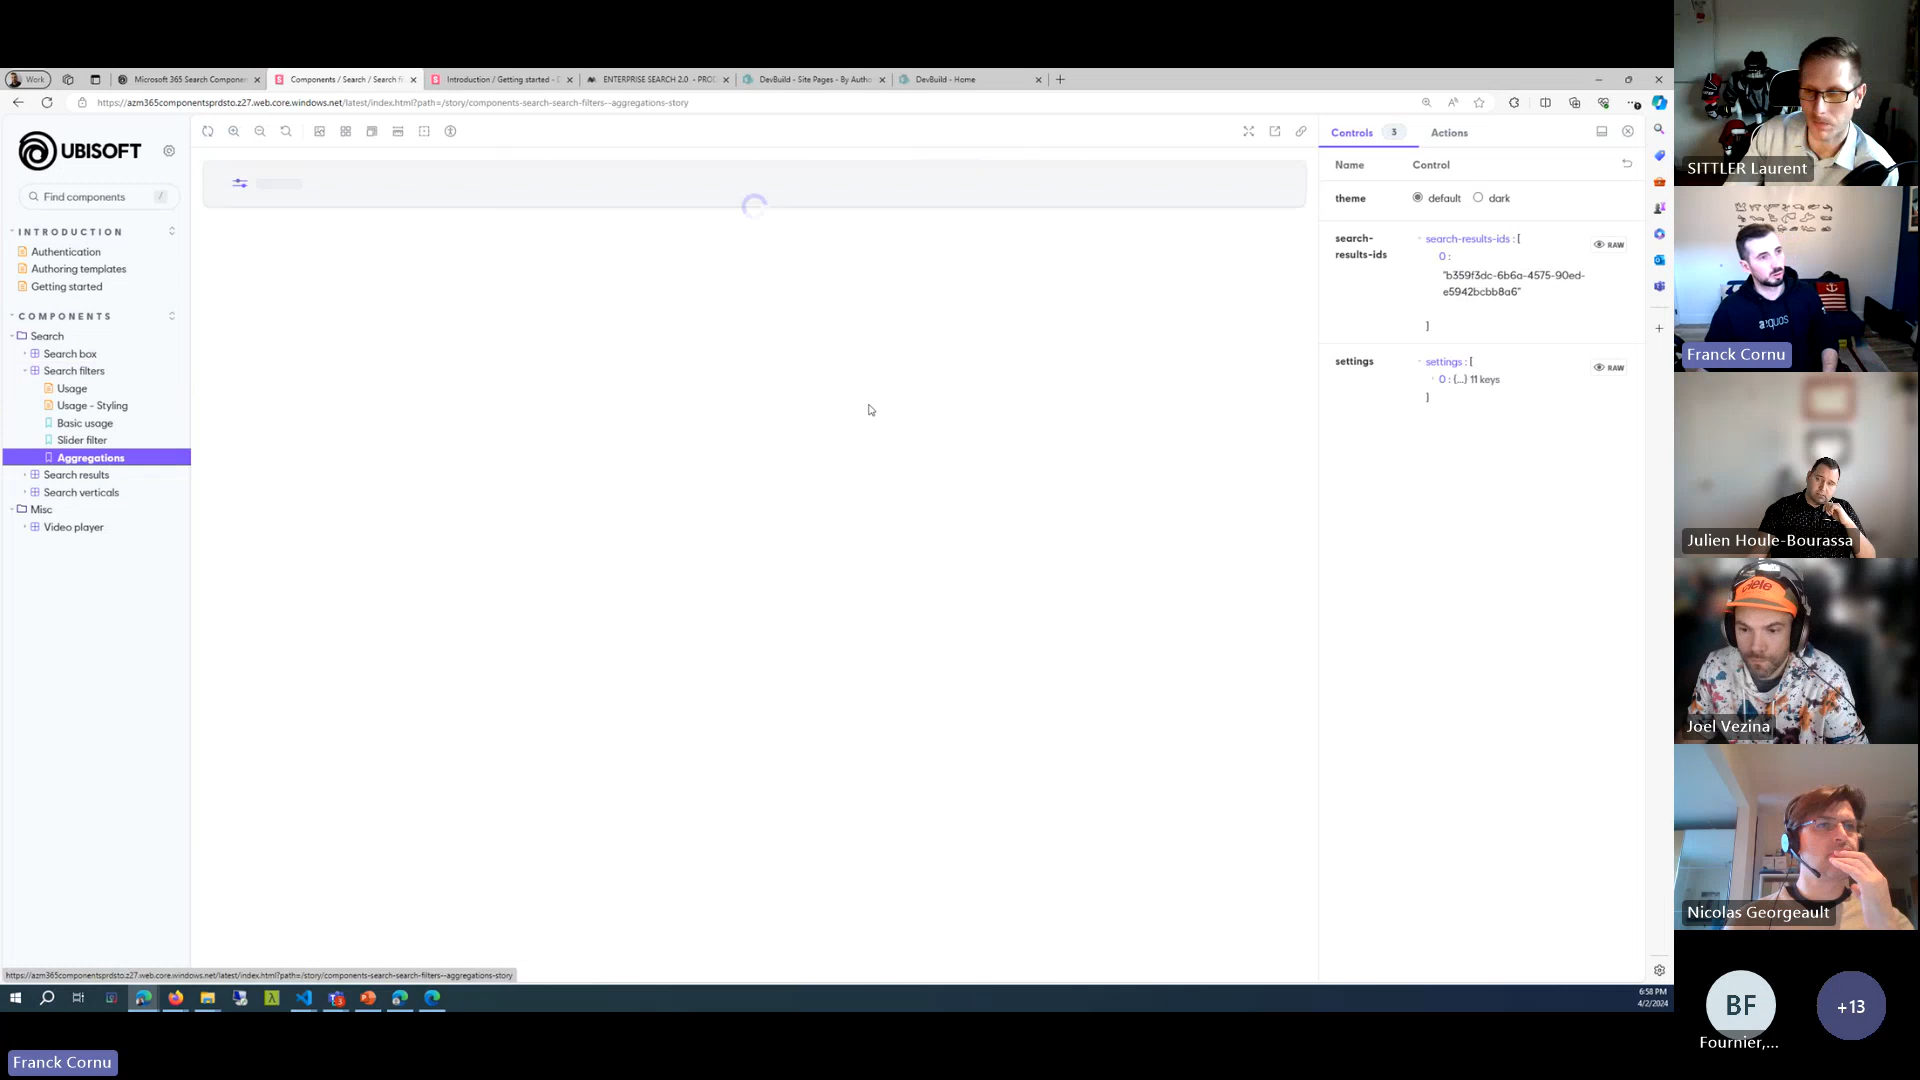 Work
Microsoft 365 Search Componen
Components / Search / Search fi
Introduction / Getting started - D
ENTERPRISE SEARCH 2.0 - PROD
DevBuild - Site Pages - By Autho
DevBuild - Home
https://azm365componentsprdsto.z27.web.core.windows.net/latest/index.html?path=/story/components-search-search-filters--aggregations-story
UBISOFT
Find components
/
INTRODUCTION
Authentication
Authoring templates
Getting started
COMPONENTS
Search
Search box
Search filters
Usage
Usage - Styling
Basic usage
Slider filter
Aggregations
Search results
Search verticals
Misc
Video player
Controls 3 Actions
Name Control
theme default dark
search-results-ids
search-results-ids : [
RAW
0 :
"b359f3dc-6b6a-4575-90ed-
e5942bcbb8a6"
]
settings
settings : [
RAW
0 : {...} 11 keys
]
https://azm365componentsprdsto.z27.web.core.windows.net/latest/index.html?path=/story/components-search-search-filters--aggregations-story
6:58 PM
4/2/2024
Franck Cornu
SITTLER Laurent
a:quos
Franck Cornu
Julien Houle-Bourassa
ciele
Joël Vezina
Nicolas Georgeault
BF
+13
Fournier,...